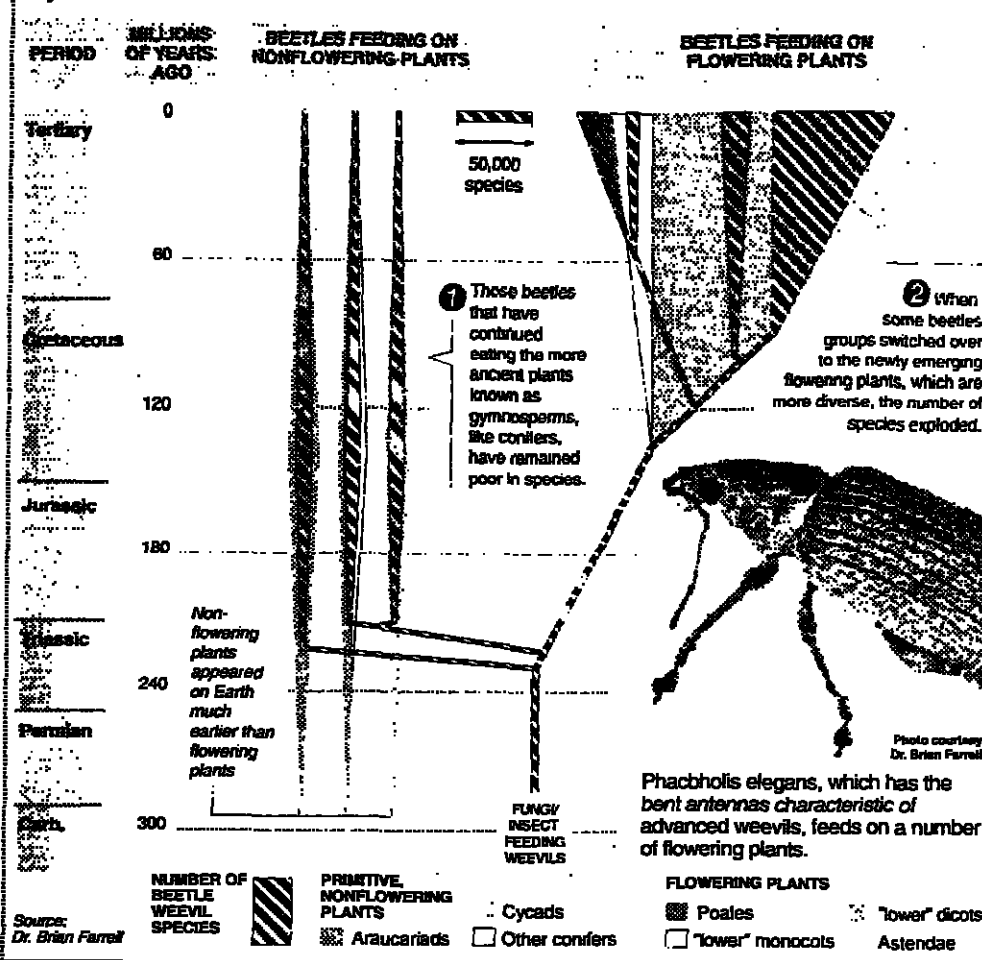 PERIOD
MILLIONS
OF YEARS
AGO
BEETLES FEEDING ON
NONFLOWERING PLANTS
BEETLES FEEDING ON
FLOWERING PLANTS
0
Tertiary
50,000
species
60
1 Those beetles
that have
continued
eating the more
ancient plants
known as
gymnosperms,
like conifers,
have remained
poor in species.
2 When
some beetles
groups switched over
to the newly emerging
flowering plants, which are
more diverse, the number of
species exploded.
Cretaceous
120
Jurassic
180
Non-
flowering
plants
appeared
on Earth
much
earlier than
flowering
plants
Triassic
240
Permian
Photo courtesy
Dr. Brian Farrell
Phacbholis elegans, which has the
bent antennas characteristic of
advanced weevils, feeds on a number
of flowering plants.
Carb.
300
FUNGI/
INSECT
FEEDING
WEEVILS
NUMBER OF
BEETLE
WEEVIL
SPECIES
PRIMITIVE,
NONFLOWERING
PLANTS
Cycads
Araucariads
Other conifers
FLOWERING PLANTS
Poales
"lower" dicots
"lower" monocots
Astendae
Source:
Dr. Brian Farrell